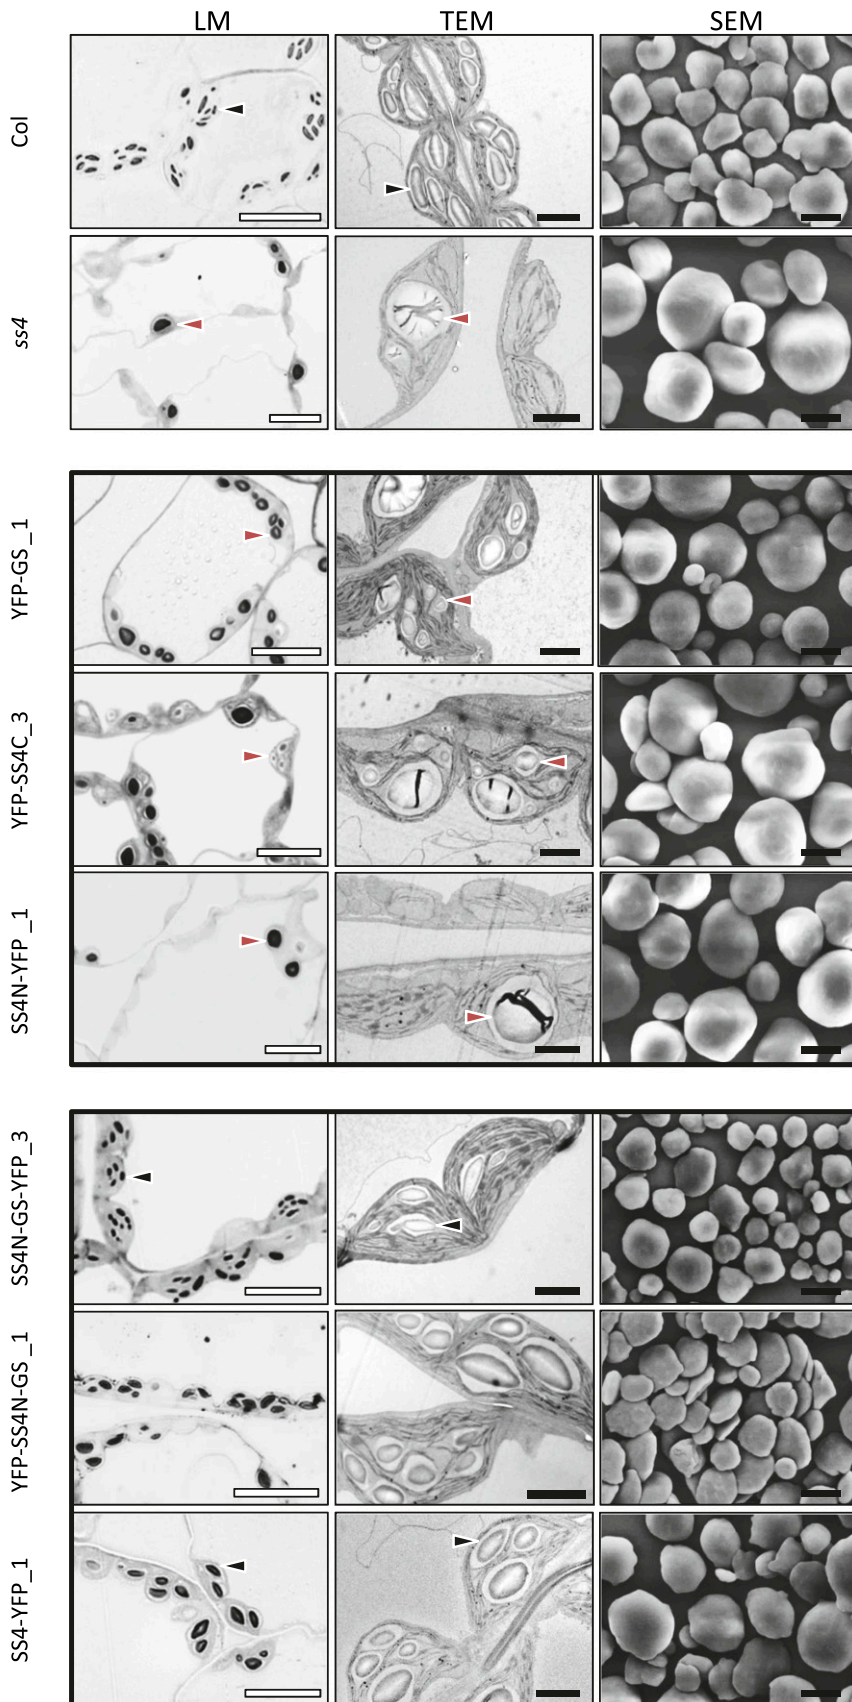 LM TEM SEM
Col
ss4
YFP-GS_1
YFP-SS4C_3
SS4N-YFP_1
SS4N-GS-YFP_3
YFP-SS4N-GS_1
SS4-YFP_1